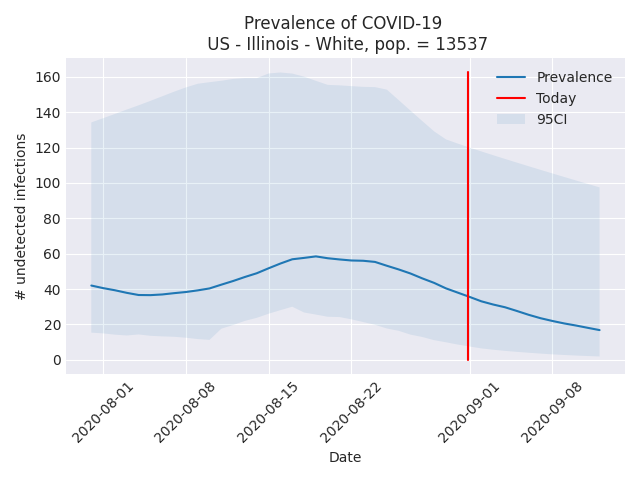 Prevalence of COVID-19
US - Illinois - White, pop. = 13537
Prevalence
Today
95CI
# undetected infections
160
140
120
100
80
60
40
20
0
2020-08-01
2020-08-08
2020-08-15
2020-08-22
2020-09-01
2020-09-08
Date